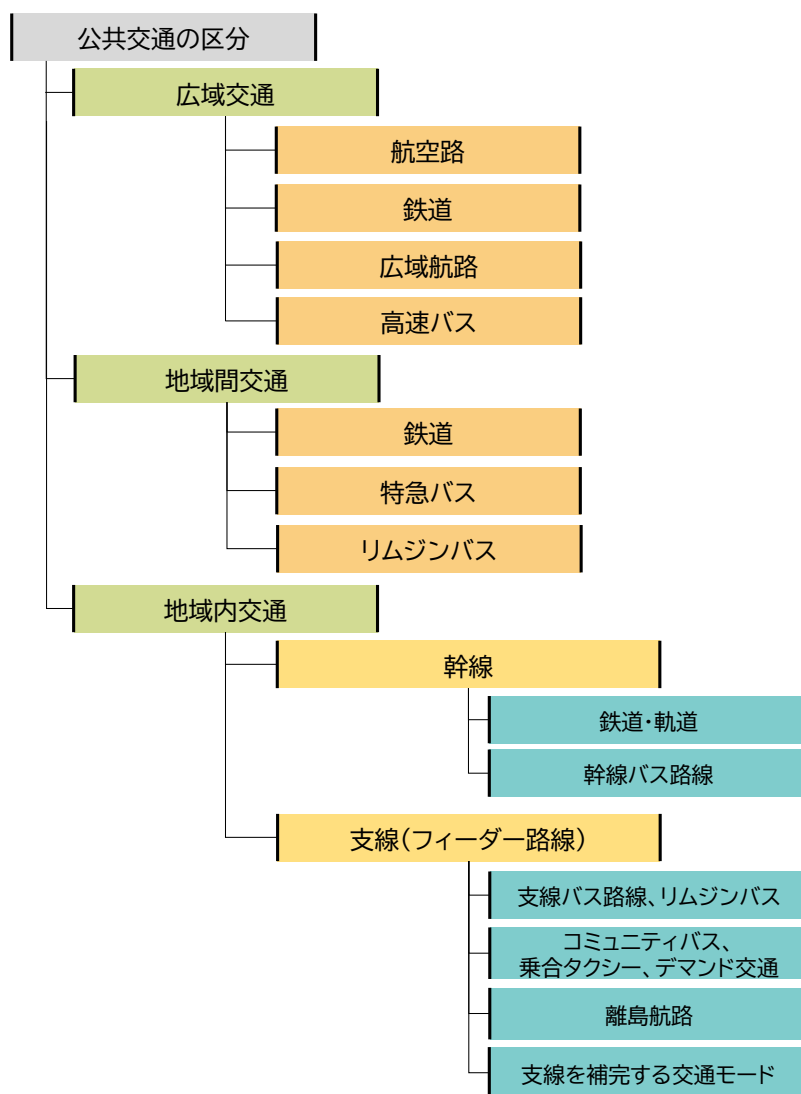 公共交通の区分
広域交通
航空路
鉄道
広域航路
高速バス
地域間交通
鉄道
特急バス
リムジンバス
地域内交通
幹線
鉄道・軌道
幹線バス路線
支線(フィーダー路線)
支線バス路線、リムジンバス
コミュニティバス、
乗合タクシー、デマンド交通
離島航路
支線を補完する交通モード